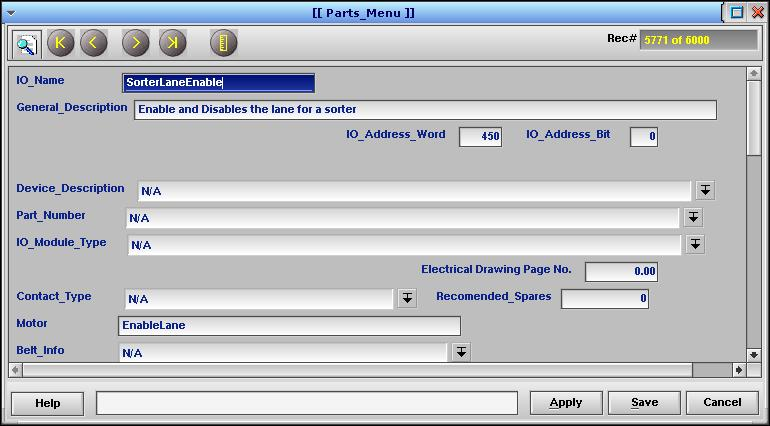 [[ Parts_Menu ]]
Rec# 5771 of 6000
IO_Name SorterLaneEnable
General_Description Enable and Disables the lane for a sorter
IO_Address_Word 450 IO_Address_Bit 0
Device_Description N/A
Part_Number N/A
IO_Module_Type N/A
Electrical Drawing Page No. 0.00
Contact_Type N/A Recomended_Spares 0
Motor EnableLane
Belt_Info N/A
Help Apply Save Cancel